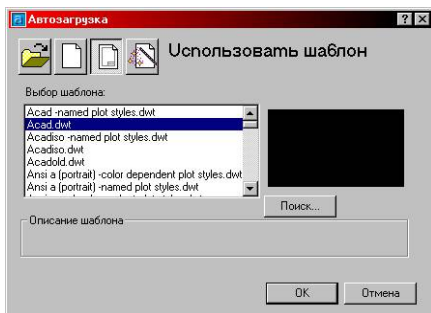 Автозагрузка
Использовать шаблон
Выбор шаблона:
Acad -named plot styles.dwt
Acad.dwt
Acadiso -named plot styles.dwt
Acadiso.dwt
Acadold.dwt
Ansi a (portrait) -color dependent plot styles.dwt
Ansi a (portrait) -named plot styles.dwt
Поиск...
Описание шаблона
OK
Отмена